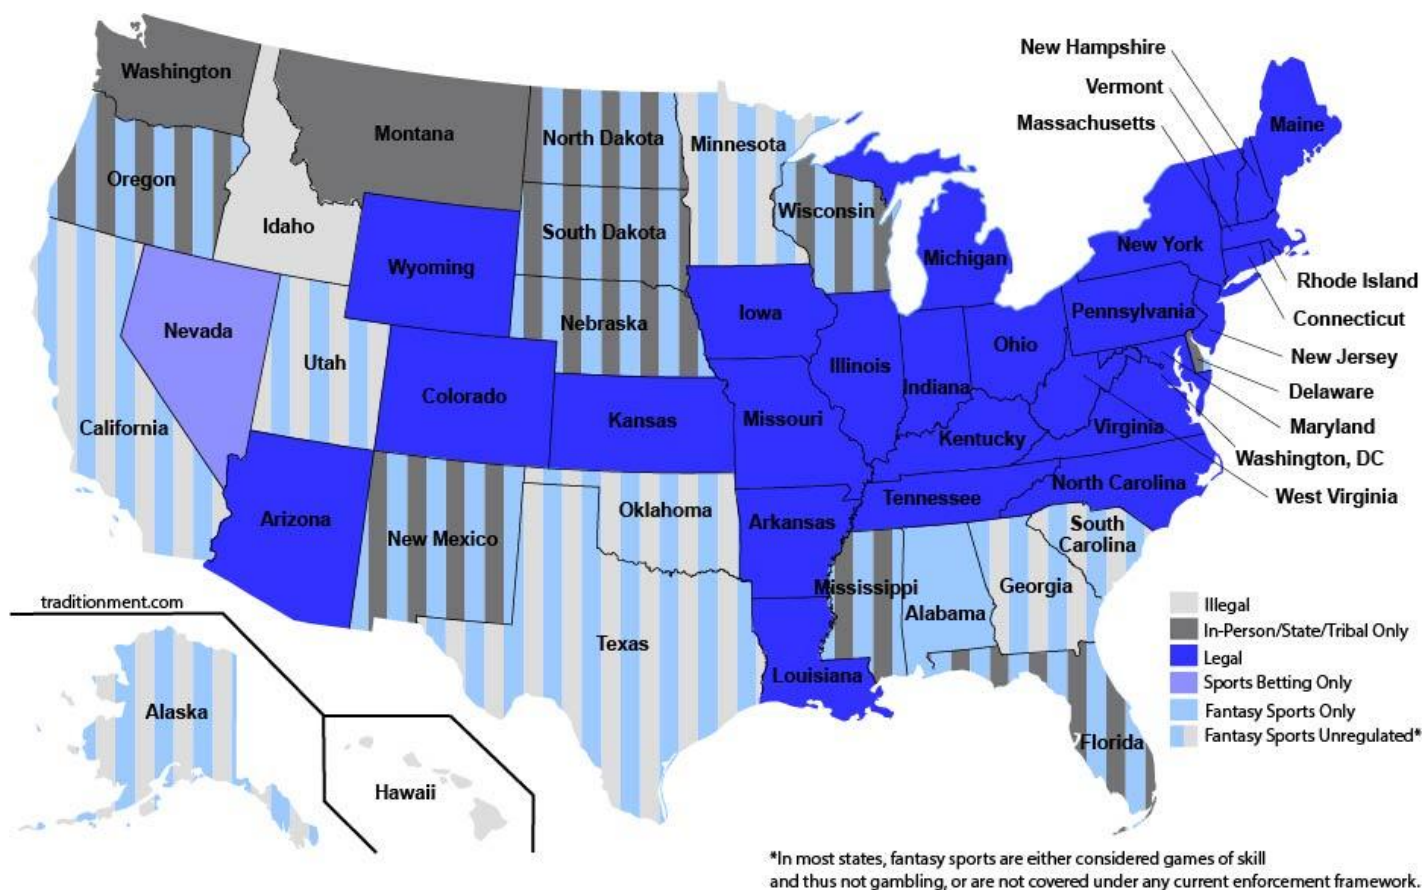 New Hampshire
Vermont
Massachusetts
Washington
Montana
North Dakota
Minnesota
Maine
Oregon
Idaho
South Dakota
Wisconsin
New York
Wyoming
Michigan
Rhode Island
Connecticut
Nevada
Nebraska
Iowa
Pennsylvania
Utah
Illinois
Indiana
Ohio
New Jersey
Delaware
Colorado
Kansas
Missouri
California
Kentucky
Virginia
Maryland
Washington, DC
West Virginia
Arizona
New Mexico
Oklahoma
Arkansas
Tennessee
North Carolina
South
Carolina
Mississippi
Alabama
Georgia
traditionment.com
Texas
Louisiana
Alaska
Hawaii
Florida
Illegal
In-Person/State/Tribal Only
Legal
Sports Betting Only
Fantasy Sports Only
Fantasy Sports Unregulated*
*In most states, fantasy sports are either considered games of skill
and thus not gambling, or are not covered under any current enforcement framework.